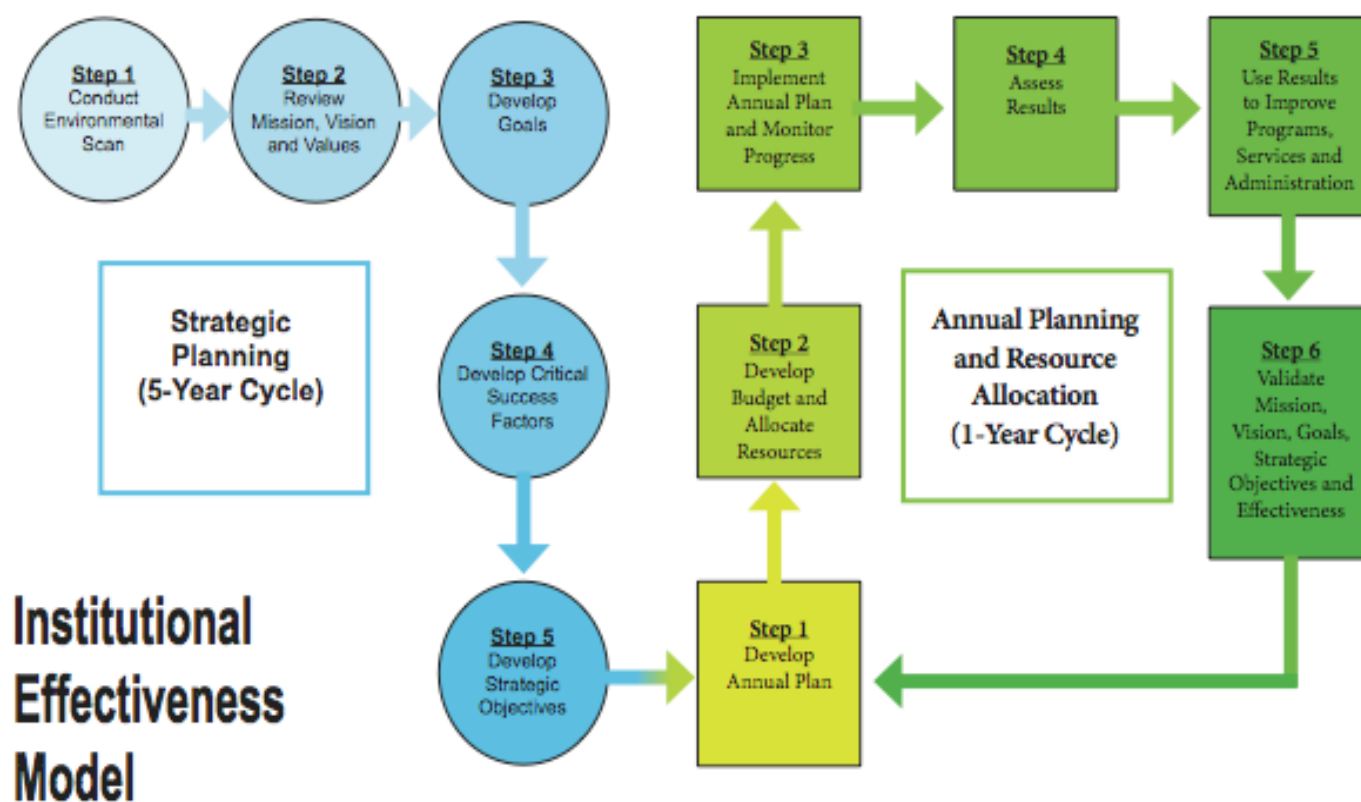 Step 1
Conduct
Environmental
Scan
Step 2
Review
Mission, Vision
and Values
Step 3
Develop
Goals
Step 4
Develop Critical
Success
Factors
Step 5
Develop
Strategic
Objectives
Strategic
Planning
(5-Year Cycle)
Step 1
Develop
Annual Plan
Step 2
Develop
Budget and
Allocate
Resources
Step 3
Implement
Annual Plan
and Monitor
Progress
Step 4
Assess
Results
Step 5
Use Results
to Improve
Programs,
Services and
Administration
Step 6
Validate
Mission,
Vision, Goals,
Strategic
Objectives and
Effectiveness
Annual Planning
and Resource
Allocation
(1-Year Cycle)
Institutional
Effectiveness
Model